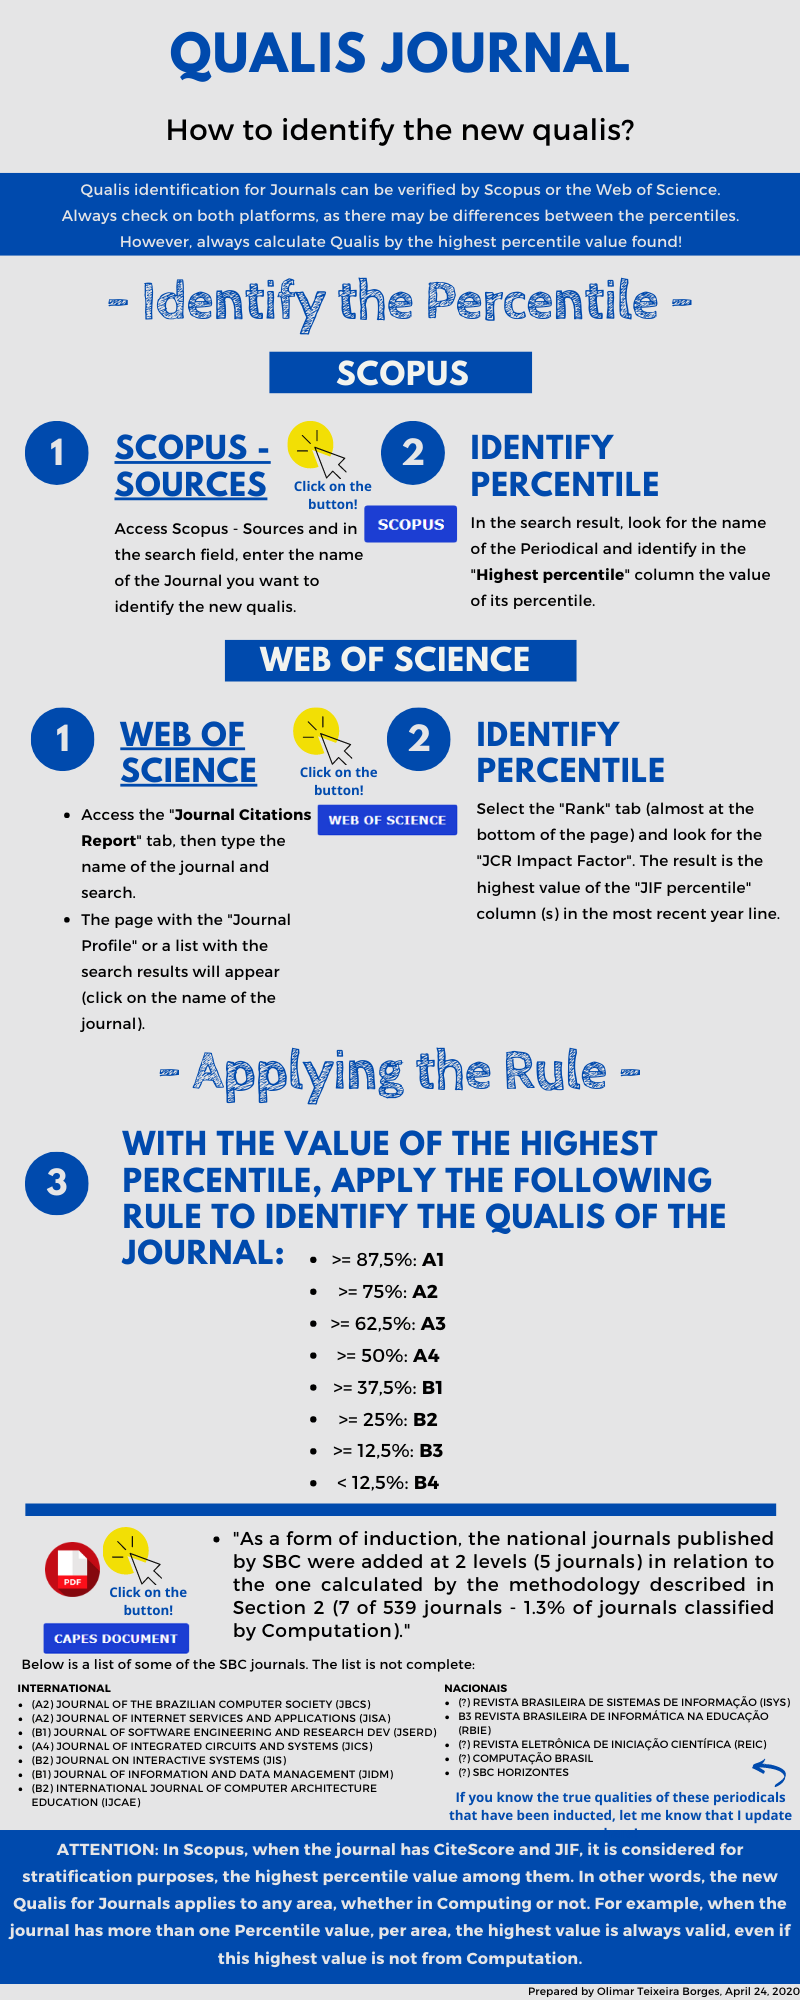 QUALIS JOURNAL
How to identify the new qualis?
Qualis identification for Journals can be verified by Scopus or the Web of Science.
Always check on both platforms, as there may be differences between the percentiles.
However, always calculate Qualis by the highest percentile value found!
- Identify the Percentile -
SCOPUS
1
SCOPUS -
SOURCES
Click on the
button!
SCOPUS
Access Scopus - Sources and in
the search field, enter the name
of the Journal you want to
identify the new qualis.
2
IDENTIFY
PERCENTILE
In the search result, look for the name
of the Periodical and identify in the
"Highest percentile" column the value
of its percentile.
WEB OF SCIENCE
1
WEB OF
SCIENCE
Click on the
button!
WEB OF SCIENCE
• Access the "Journal Citations
Report" tab, then type the
name of the journal and
search.
• The page with the "Journal
Profile" or a list with the
search results will appear
(click on the name of the
journal).
2
IDENTIFY
PERCENTILE
Select the "Rank" tab (almost at the
bottom of the page) and look for the
"JCR Impact Factor". The result is the
highest value of the "JIF percentile"
column (s) in the most recent year line.
- Applying the Rule -
3
WITH THE VALUE OF THE HIGHEST
PERCENTILE, APPLY THE FOLLOWING
RULE TO IDENTIFY THE QUALIS OF THE
JOURNAL:
• >= 87,5%: A1
• >= 75%: A2
• >= 62,5%: A3
• >= 50%: A4
• >= 37,5%: B1
• >= 25%: B2
• >= 12,5%: B3
• < 12,5%: B4
PDF
Click on the
button!
CAPES DOCUMENT
• "As a form of induction, the national journals published
by SBC were added at 2 levels (5 journals) in relation to
the one calculated by the methodology described in
Section 2 (7 of 539 journals - 1.3% of journals classified
by Computation)."
Below is a list of some of the SBC journals. The list is not complete:
INTERNATIONAL
• (A2) JOURNAL OF THE BRAZILIAN COMPUTER SOCIETY (JBCS)
• (A2) JOURNAL OF INTERNET SERVICES AND APPLICATIONS (JISA)
• (B1) JOURNAL OF SOFTWARE ENGINEERING AND RESEARCH DEV (JSERD)
• (A4) JOURNAL OF INTEGRATED CIRCUITS AND SYSTEMS (JICS)
• (B2) JOURNAL ON INTERACTIVE SYSTEMS (JIS)
• (B1) JOURNAL OF INFORMATION AND DATA MANAGEMENT (JIDM)
• (B2) INTERNATIONAL JOURNAL OF COMPUTER ARCHITECTURE
EDUCATION (IJCAE)
NACIONAIS
• (?) REVISTA BRASILEIRA DE SISTEMAS DE INFORMAÇÃO (ISYS)
• B3 REVISTA BRASILEIRA DE INFORMÁTICA NA EDUCAÇÃO
(RBIE)
• (?) REVISTA ELETRÔNICA DE INICIAÇÃO CIENTÍFICA (REIC)
• (?) COMPUTAÇÃO BRASIL
• (?) SBC HORIZONTES
If you know the true qualities of these periodicals
that have been inducted, let me know that I update
ATTENTION: In Scopus, when the journal has CiteScore and JIF, it is considered for
stratification purposes, the highest percentile value among them. In other words, the new
Qualis for Journals applies to any area, whether in Computing or not. For example, when the
journal has more than one Percentile value, per area, the highest value is always valid, even if
this highest value is not from Computation.
Prepared by Olimar Teixeira Borges, April 24, 2020